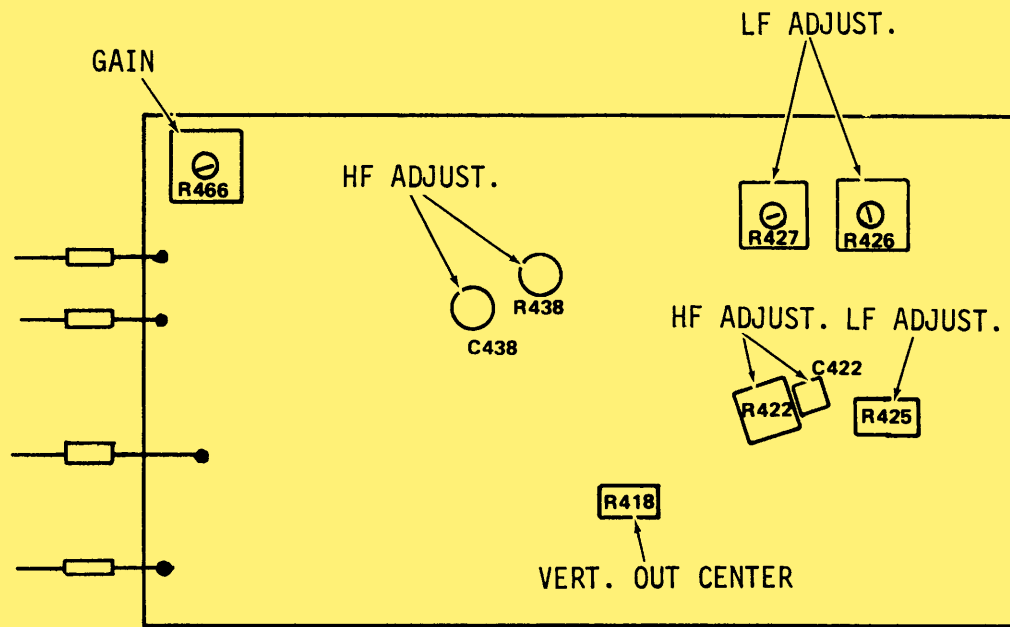 LF ADJUST.
GAIN
R466
HF ADJUST.
R427
R426
R438
C438
HF ADJUST.
LF ADJUST.
C422
R422
R425
R418
VERT. OUT CENTER